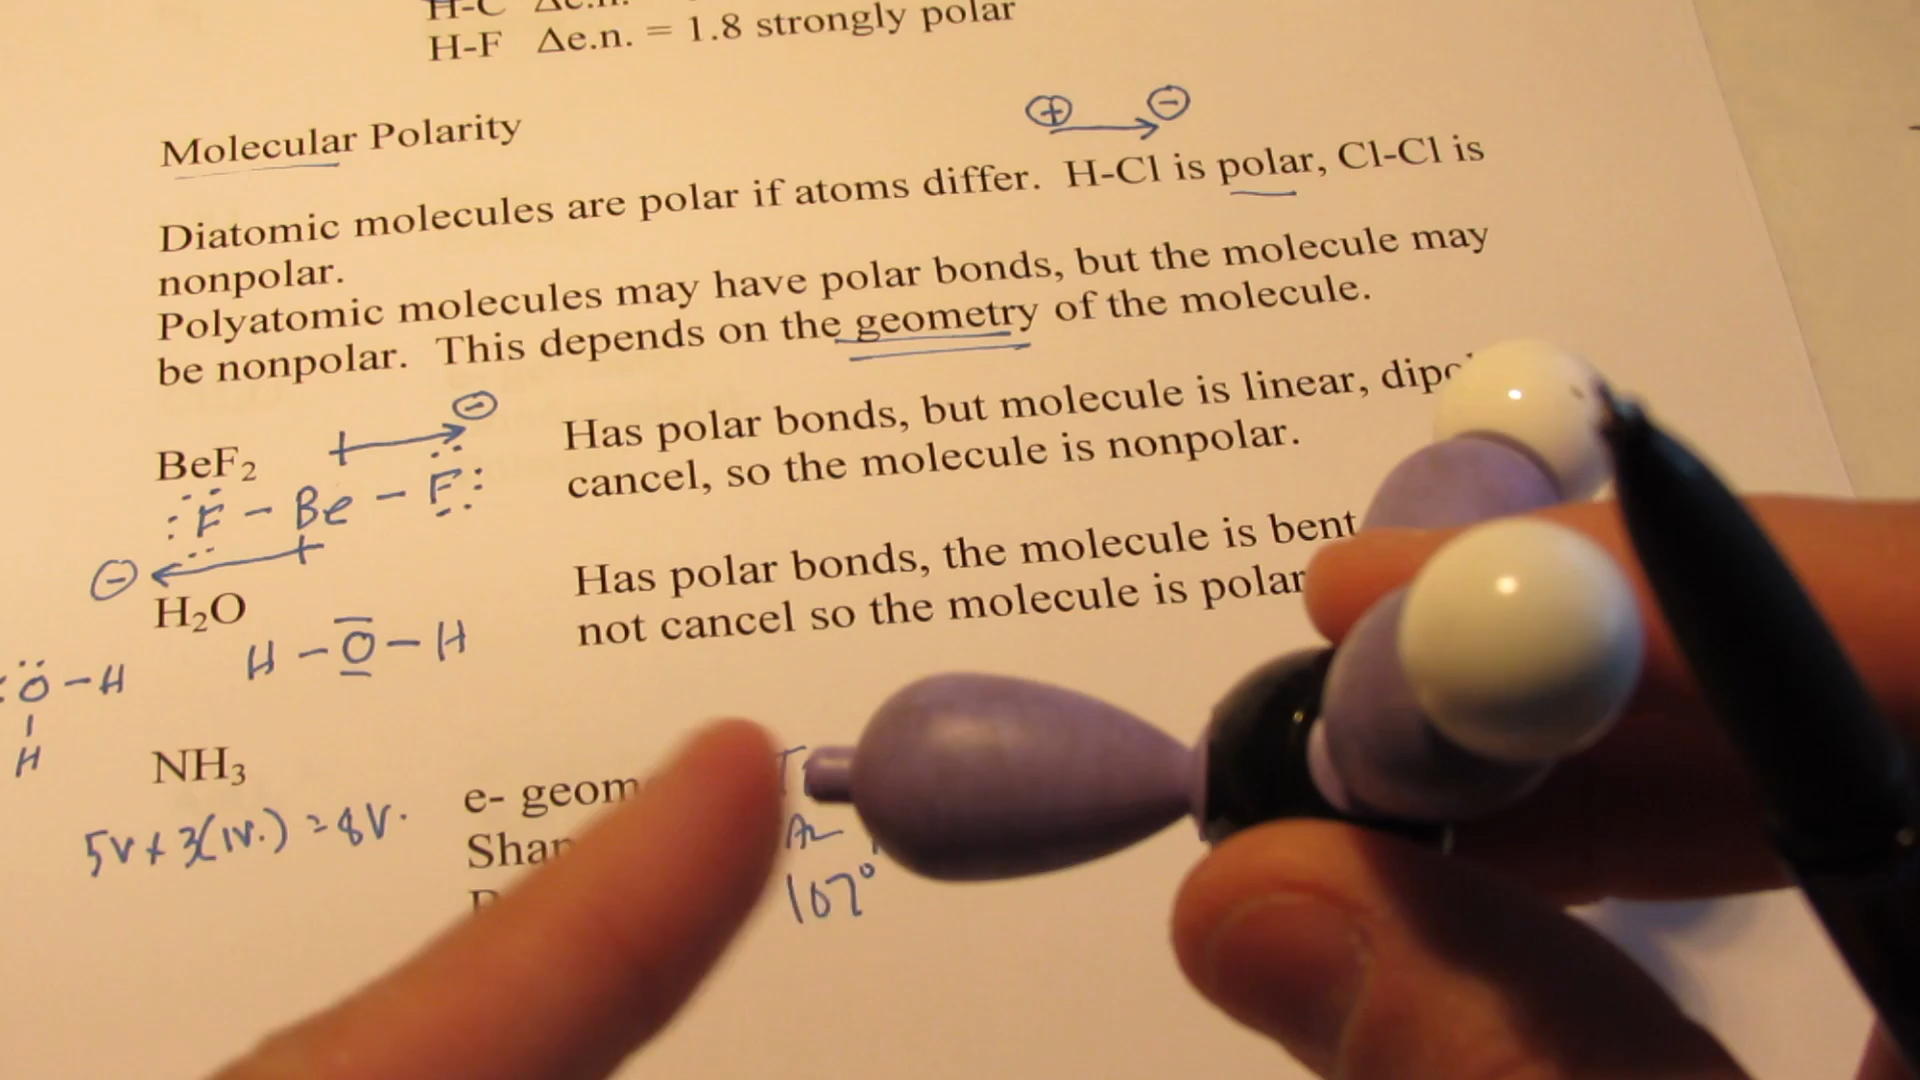 H-C Δe.n.
H-F Δe.n. = 1.8 strongly polar
Molecular Polarity
+ −
Diatomic molecules are polar if atoms differ. H-Cl is polar, Cl-Cl is
nonpolar.
Polyatomic molecules may have polar bonds, but the molecule may
be nonpolar. This depends on the geometry of the molecule.
−
BeF₂
F - Be - F
−
Has polar bonds, but molecule is linear,
cancel, so the molecule is nonpolar.
H₂O
H - O - H
Has polar bonds, the molecule is bent
not cancel so the molecule is polar
O - H
H
NH₃
5V + 3(1V.) = 8V.
e- geom
107°